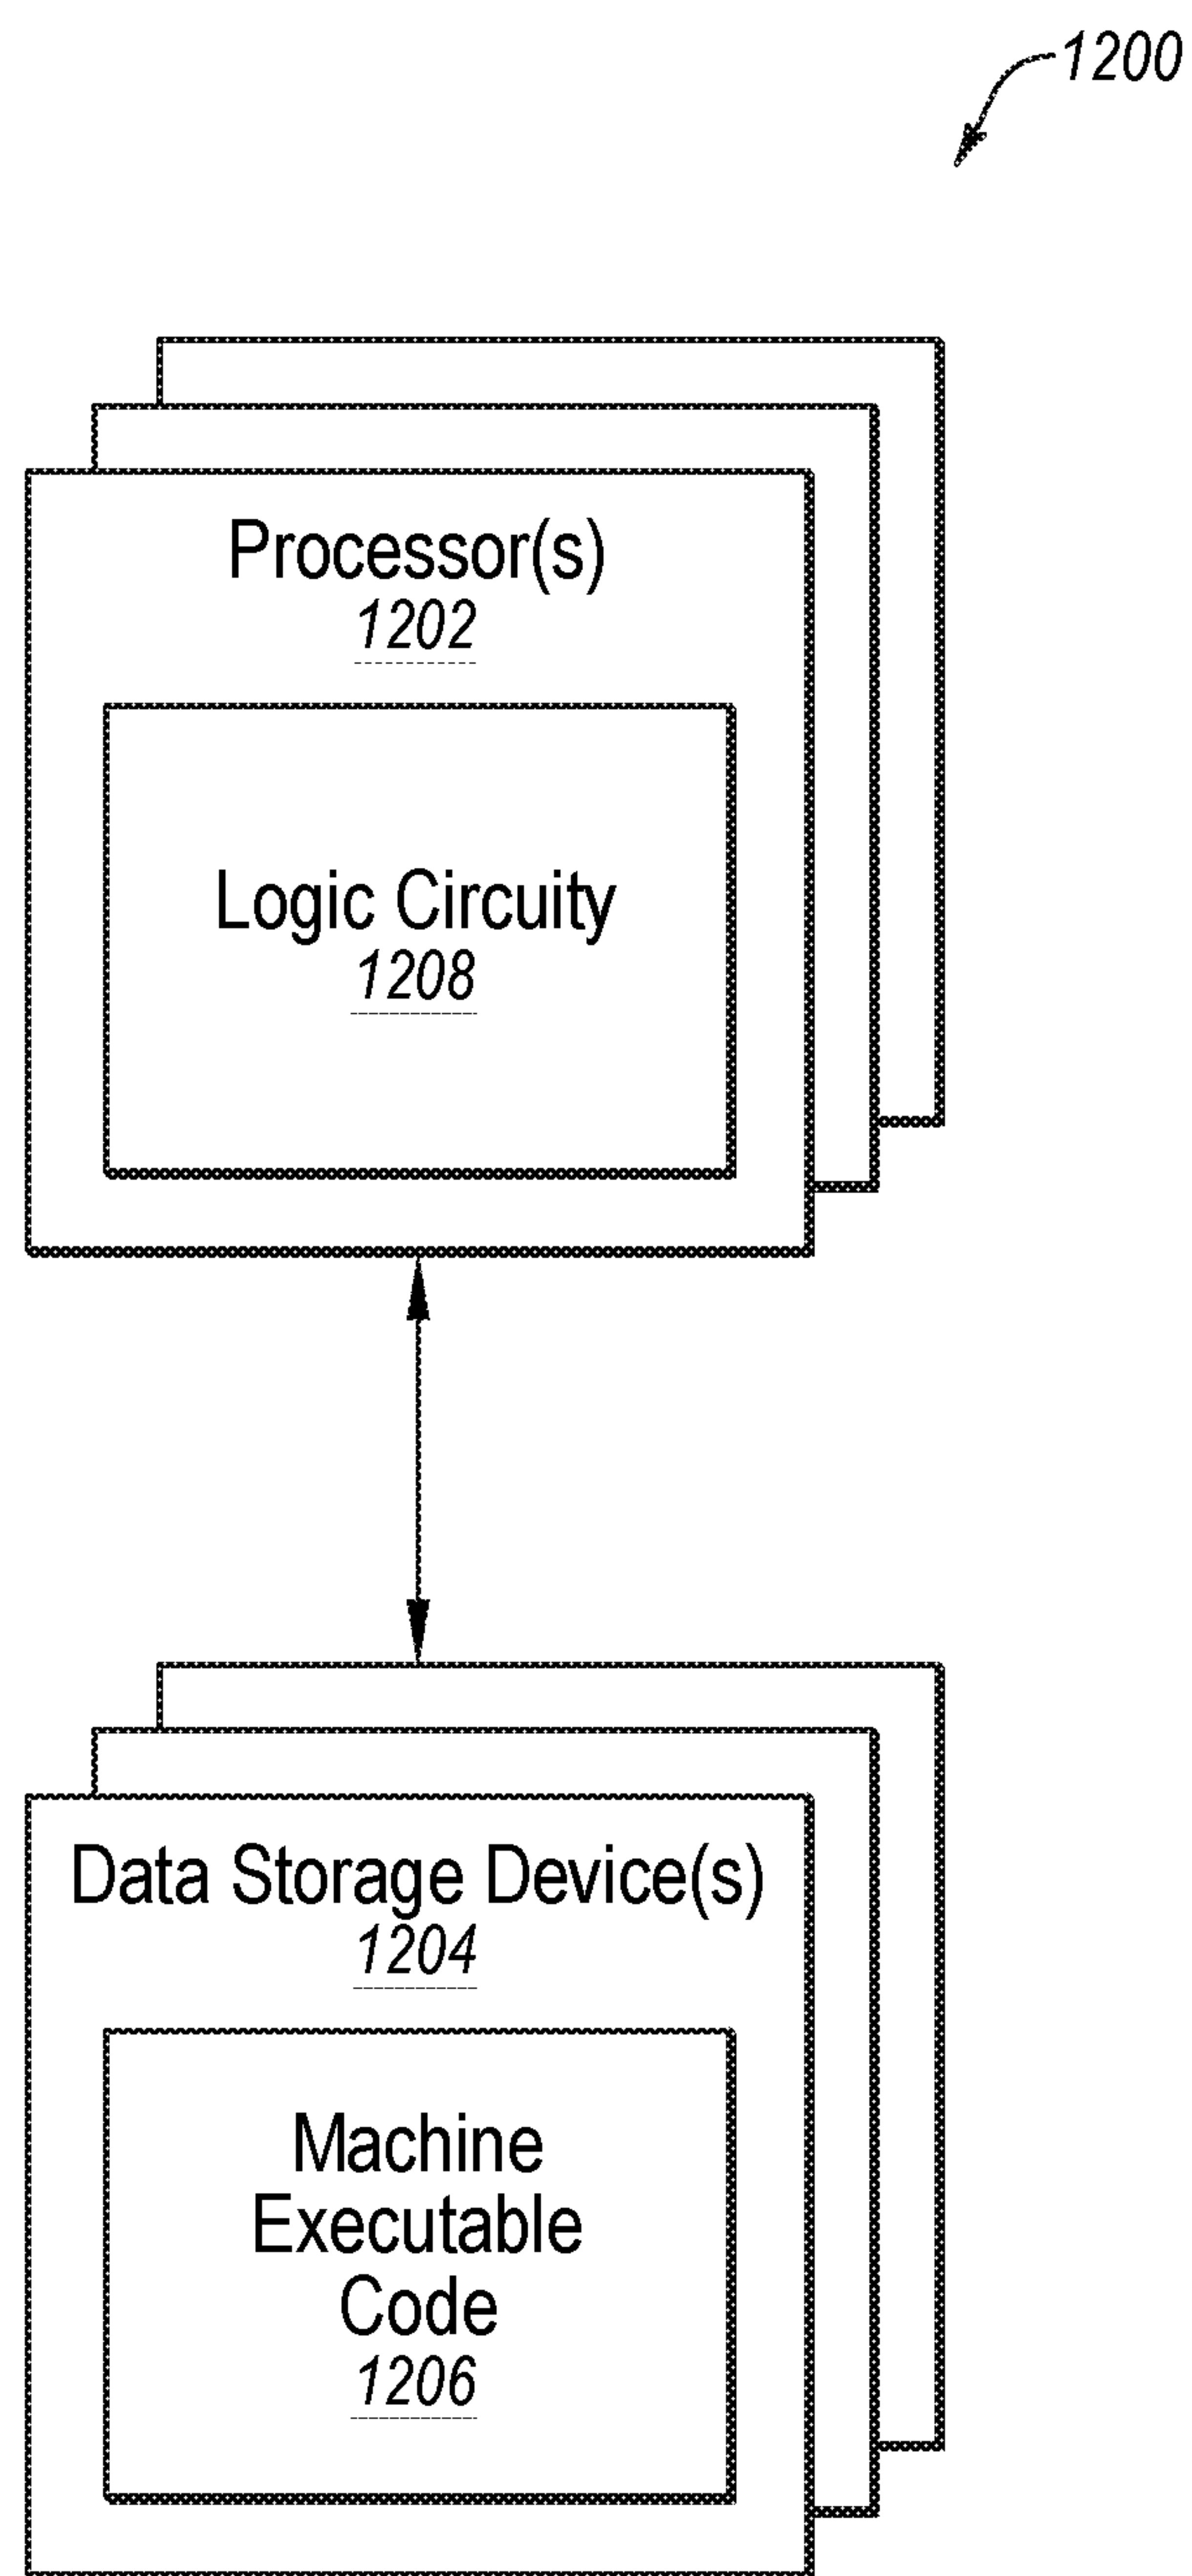 1200
Processor(s)
1202
Logic Circuity
1208
Data Storage Device(s)
1204
Machine
Executable
Code
1206